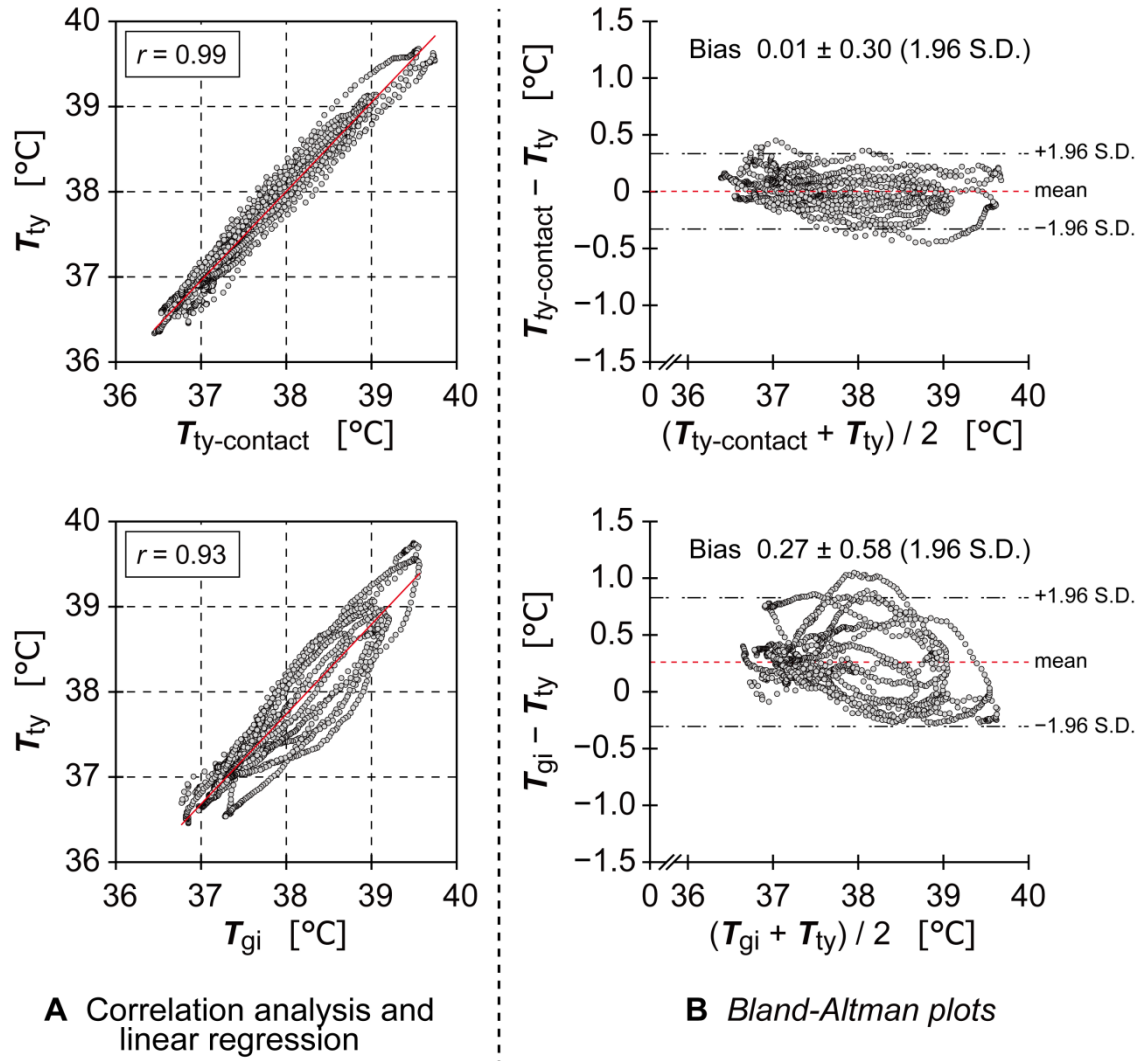 40
39
38
37
36
T_ty [°C]
r = 0.99
36 37 38 39 40
T_ty-contact [°C]
1.5
1.0
0.5
0
−0.5
−1.0
−1.5
T_ty-contact − T_ty [°C]
Bias 0.01 ± 0.30 (1.96 S.D.)
+1.96 S.D.
mean
−1.96 S.D.
0 36 37 38 39 40
(T_ty-contact + T_ty) / 2 [°C]
40
39
38
37
36
T_ty [°C]
r = 0.93
36 37 38 39 40
T_gi [°C]
1.5
1.0
0.5
0
−0.5
−1.0
−1.5
T_gi − T_ty [°C]
Bias 0.27 ± 0.58 (1.96 S.D.)
+1.96 S.D.
mean
−1.96 S.D.
0 36 37 38 39 40
(T_gi + T_ty) / 2 [°C]
A Correlation analysis and
linear regression
B Bland-Altman plots